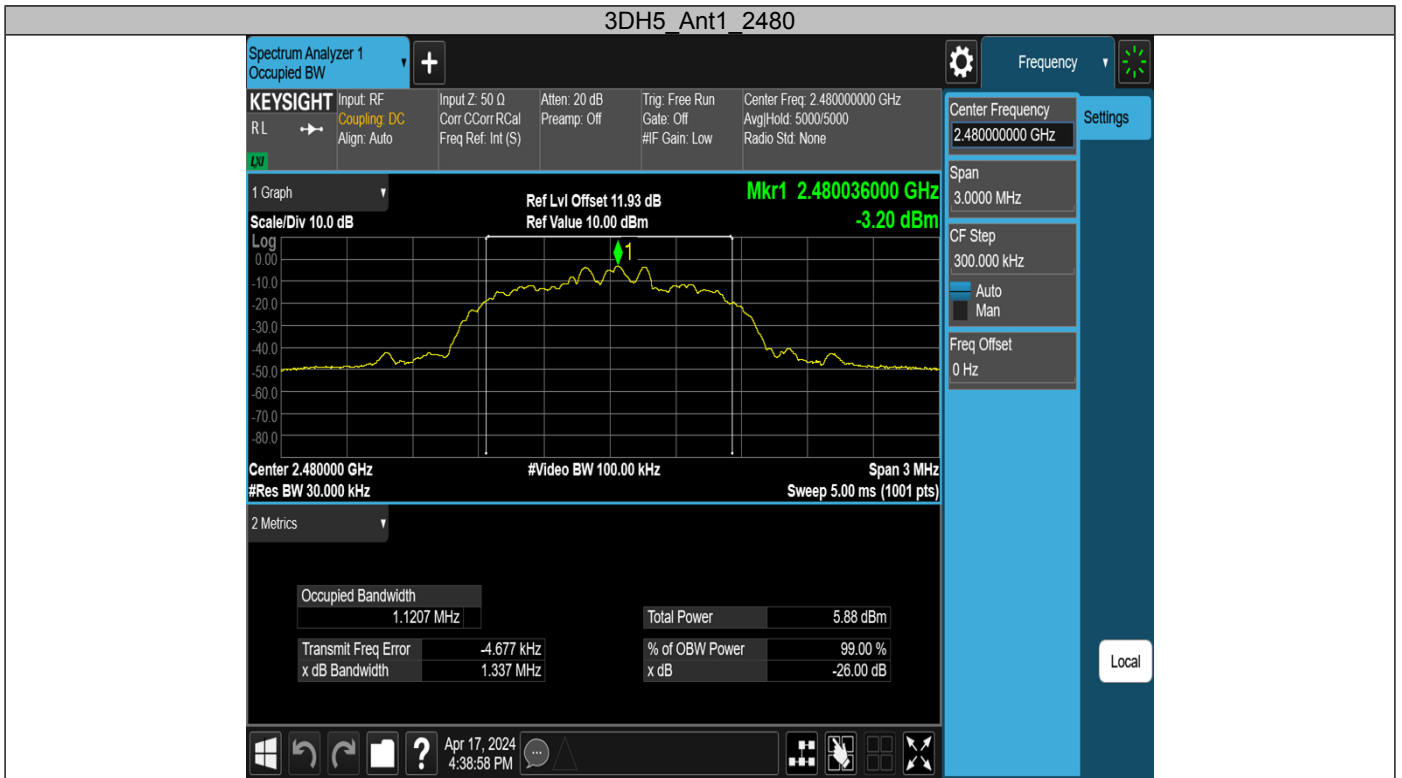 3DH5_Ant1_2480
Spectrum Analyzer 1
Occupied BW
Frequency
KEYSIGHT
R L
LXI
Input: RF
Coupling: DC
Align: Auto
Input Z: 50 Ω
Corr CCorr RCal
Freq Ref: Int (S)
Atten: 20 dB
Preamp: Off
Trig: Free Run
Gate: Off
#IF Gain: Low
Center Freq: 2.480000000 GHz
Avg|Hold: 5000/5000
Radio Std: None
Center Frequency
2.480000000 GHz
Settings
Span
3.0000 MHz
CF Step
300.000 kHz
Auto
Man
Freq Offset
0 Hz
1 Graph
Scale/Div 10.0 dB
Ref Lvl Offset 11.93 dB
Ref Value 10.00 dBm
Mkr1 2.480036000 GHz
-3.20 dBm
Log
0.00
-10.0
-20.0
-30.0
-40.0
-50.0
-60.0
-70.0
-80.0
1
Center 2.480000 GHz
#Res BW 30.000 kHz
#Video BW 100.00 kHz
Span 3 MHz
Sweep 5.00 ms (1001 pts)
2 Metrics
Occupied Bandwidth
1.1207 MHz
Total Power 5.88 dBm
Transmit Freq Error -4.677 kHz
% of OBW Power 99.00 %
x dB Bandwidth 1.337 MHz
x dB -26.00 dB
Local
?
Apr 17, 2024
4:38:58 PM